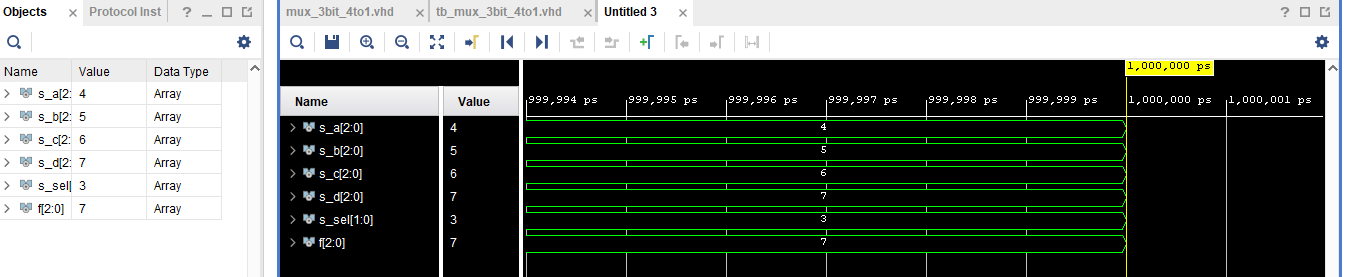 Objects Protocol Inst ? _
Name Value Data Type
s_a[2: 4 Array
s_b[2: 5 Array
s_c[2: 6 Array
s_d[2: 7 Array
s_sel[ 3 Array
f[2:0] 7 Array
mux_3bit_4to1.vhd tb_mux_3bit_4to1.vhd Untitled 3 ?
1,000,000 ps
Name Value 999,994 ps 999,995 ps 999,996 ps 999,997 ps 999,998 ps 999,999 ps 1,000,000 ps 1,000,001 ps
s_a[2:0] 4 4
s_b[2:0] 5 5
s_c[2:0] 6 6
s_d[2:0] 7 7
s_sel[1:0] 3 3
f[2:0] 7 7